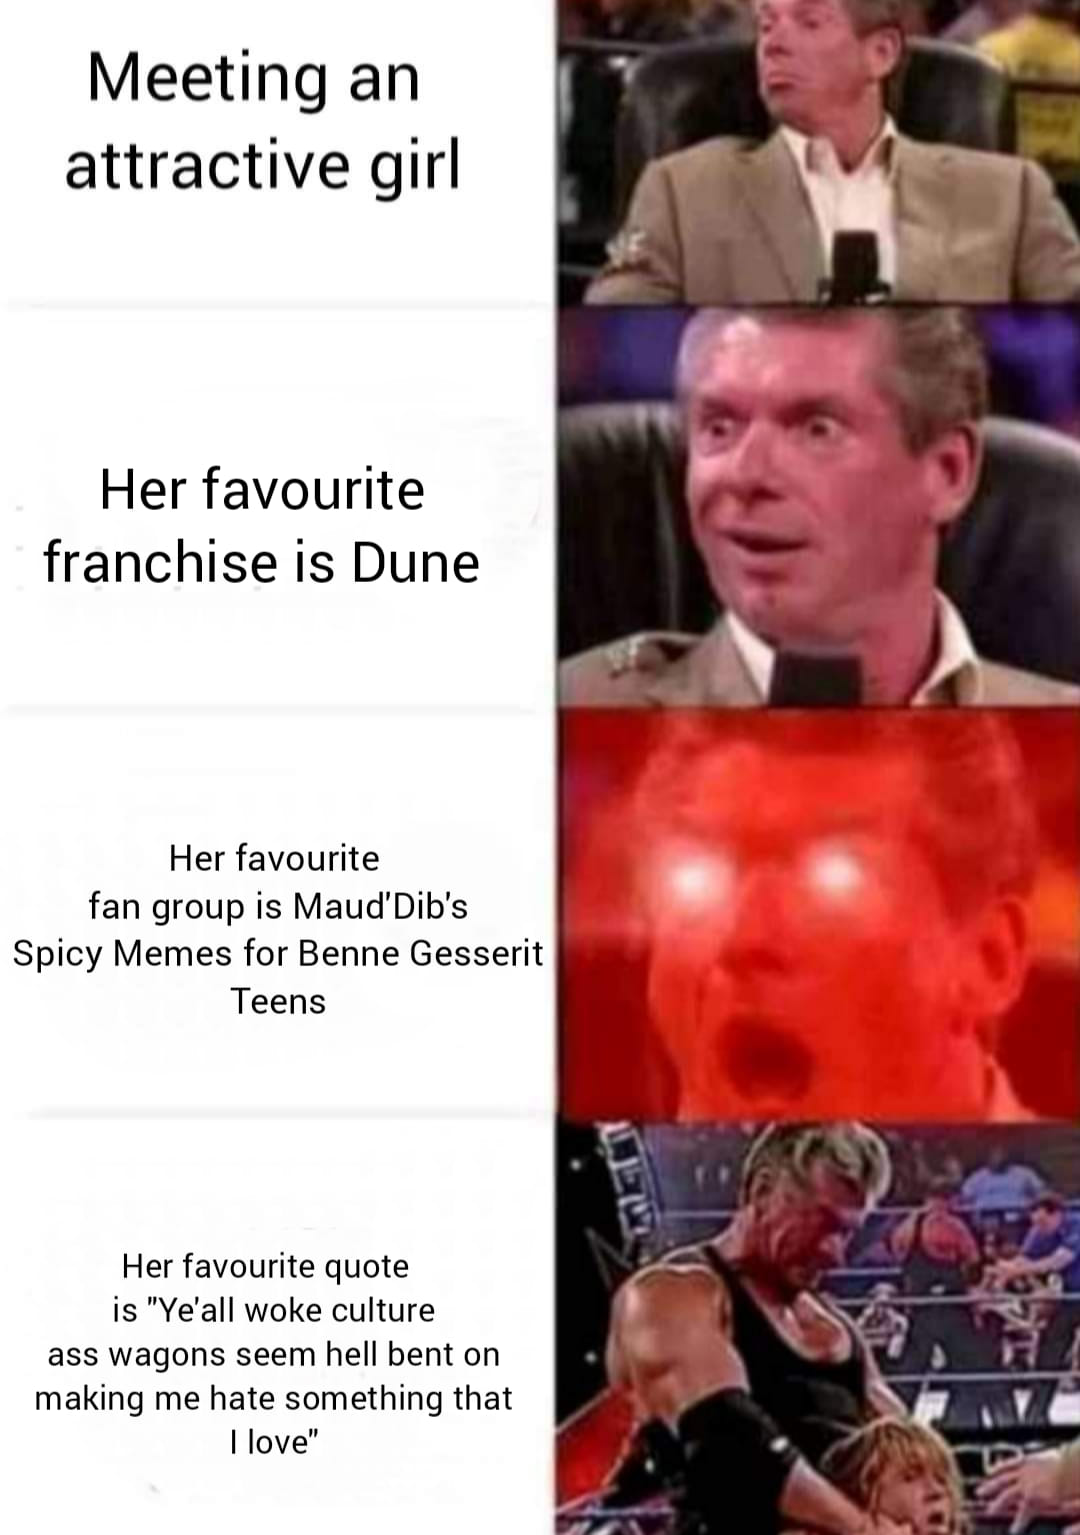 Meeting an
attractive girl
Her favourite
franchise is Dune
Her favourite
fan group is Maud'Dib's
Spicy Memes for Benne Gesserit
Teens
Her favourite quote
is "Ye'all woke culture
ass wagons seem hell bent on
making me hate something that
I love"